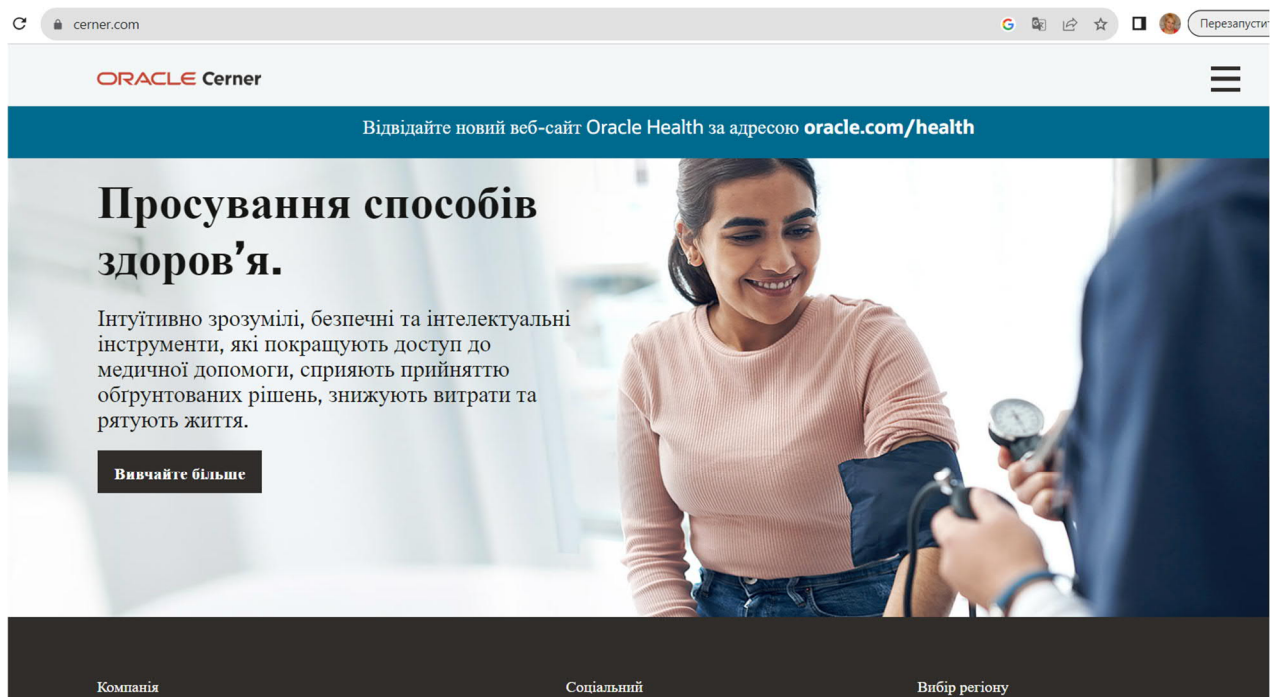 cerner.com
Перезапустит
ORACLE Cerner
Відвідайте новий веб-сайт Oracle Health за адресою oracle.com/health
Просування способів
здоров’я.
Інтуїтивно зрозумілі, безпечні та інтелектуальні
інструменти, які покращують доступ до
медичної допомоги, сприяють прийняттю
обґрунтованих рішень, знижують витрати та
рятують життя.
Вивчайте більше
Компанія Соціальний Вибір регіону